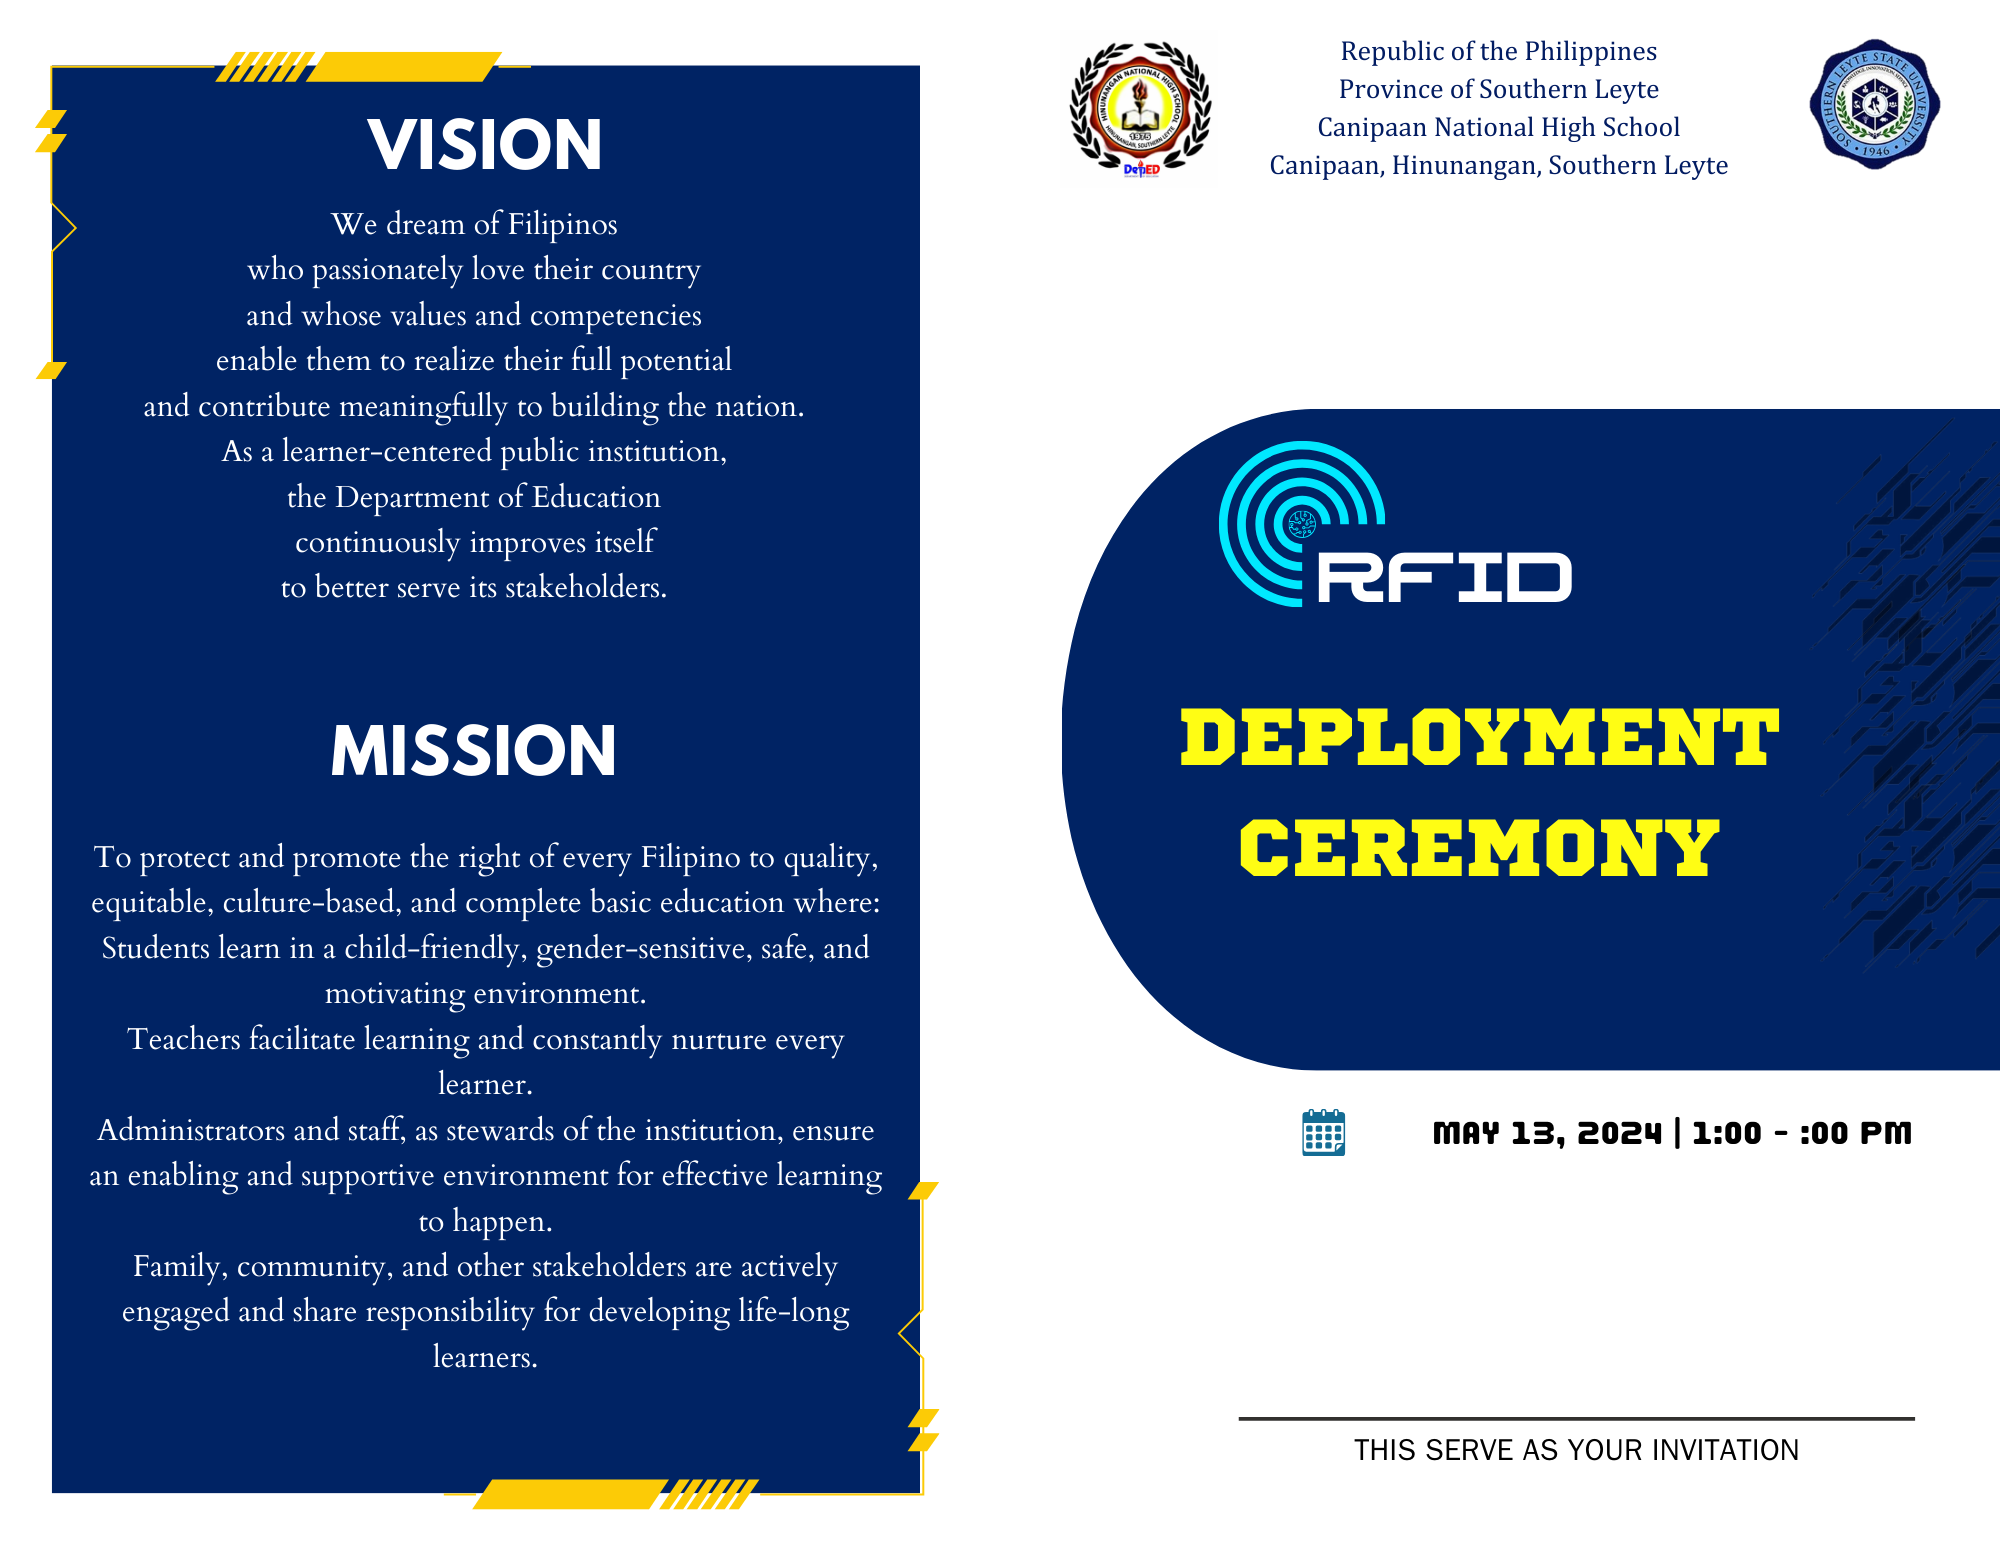 VISION
We dream of Filipinos
who passionately love their country
and whose values and competencies
enable them to realize their full potential
and contribute meaningfully to building the nation.
As a learner-centered public institution,
the Department of Education
continuously improves itself
to better serve its stakeholders.
MISSION
To protect and promote the right of every Filipino to quality,
equitable, culture-based, and complete basic education where:
Students learn in a child-friendly, gender-sensitive, safe, and
motivating environment.
Teachers facilitate learning and constantly nurture every
learner.
Administrators and staff, as stewards of the institution, ensure
an enabling and supportive environment for effective learning
to happen.
Family, community, and other stakeholders are actively
engaged and share responsibility for developing life-long
learners.
HINUNANGAN NATIONAL HIGH SCHOOL
HINUNANGAN, SOUTHERN LEYTE
1975
DepED
Republic of the Philippines
Province of Southern Leyte
Canipaan National High School
Canipaan, Hinunangan, Southern Leyte
SOUTHERN LEYTE STATE UNIVERSITY
• 1946 •
RFID
DEPLOYMENT
CEREMONY
MAY 13, 2024 | 1:00 - :00 PM
THIS SERVE AS YOUR INVITATION